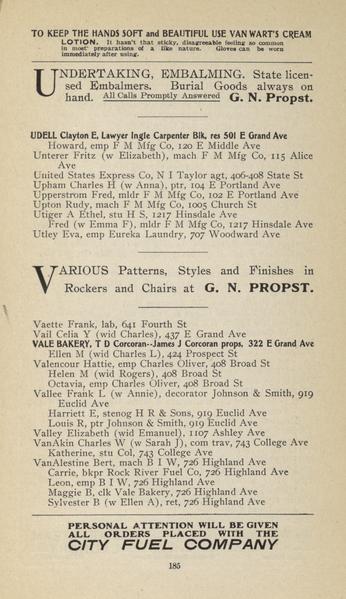 TO KEEP THE HANDS SOFT and BEAUTIFUL USE VAN WART'S CREAM
LOTION. It hasn't that sticky, disagreeable feeling so common
in most preparations of a like nature. Gloves can be worn
immediately after using.
UNDERTAKING, EMBALMING. State licen-
sed Embalmers. Burial Goods always on
hand. All Calls Promptly Answered G. N. Propst.
UDELL Clayton E, Lawyer Ingle Carpenter Blk, res 501 E Grand Ave
Howard, emp F M Mfg Co, 120 E Middle Ave
Unterer Fritz (w Elizabeth), mach F M Mfg Co, 115 Alice
Ave
United States Express Co, N I Taylor agt, 406-408 State St
Upham Charles H (w Anna), ptr, 104 E Portland Ave
Upperstrom Fred, mldr F M Mfg Co, 102 E Portland Ave
Upton Rudy, mach F M Mfg Co, 1005 Church St
Utiger A Ethel, stu H S, 1217 Hinsdale Ave
Fred (w Emma F), mldr F M Mfg Co, 1217 Hinsdale Ave
Utley Eva, emp Eureka Laundry, 707 Woodward Ave
VARIOUS Patterns, Styles and Finishes in
Rockers and Chairs at G. N. PROPST.
Vaette Frank, lab, 641 Fourth St
Vail Celia Y (wid Charles), 437 E Grand Ave
VALE BAKERY, T D Corcoran--James J Corcoran props, 322 E Grand Ave
Ellen M (wid Charles L), 424 Prospect St
Valencour Hattie, emp Charles Oliver, 408 Broad St
Helen M (wid Rogers), 408 Broad St
Octavia, emp Charles Oliver, 408 Broad St
Vallee Frank L (w Annie), decorator Johnson & Smith, 919
Euclid Ave
Harriett E, stenog H R & Sons, 919 Euclid Ave
Louis R, ptr Johnson & Smith, 919 Euclid Ave
Valley Elizabeth (wid Emanuel), 1107 Ashley Ave
VanAkin Charles W (w Sarah J), com trav, 743 College Ave
Katherine, stu Col, 743 College Ave
VanAlestine Bert, mach B I W, 726 Highland Ave
Carrie, bkpr Rock River Fuel Co, 726 Highland Ave
Leon, emp B I W, 726 Highland Ave
Maggie B, clk Vale Bakery, 726 Highland Ave
Sylvester B (w Ellen A), ret, 726 Highland Ave
PERSONAL ATTENTION WILL BE GIVEN
ALL ORDERS PLACED WITH THE
CITY FUEL COMPANY
185